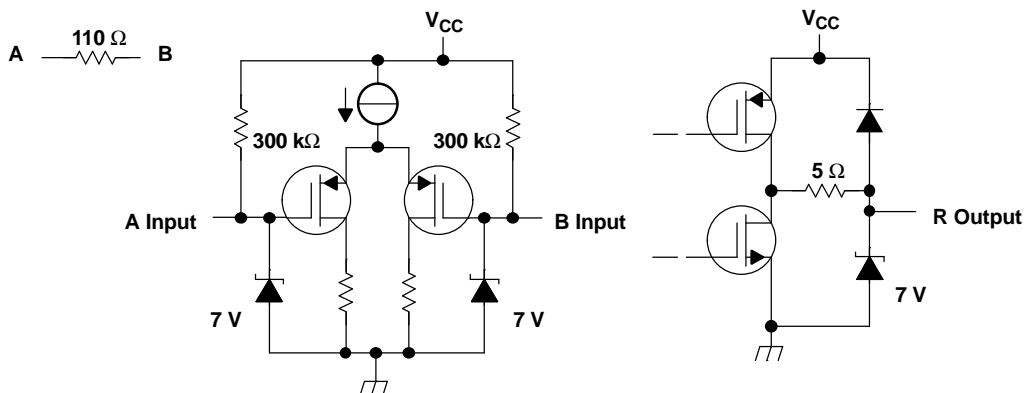 VCC
VCC
A 110 Ω B
300 kΩ 300 kΩ
5 Ω
A Input B Input
R Output
7 V 7 V
7 V